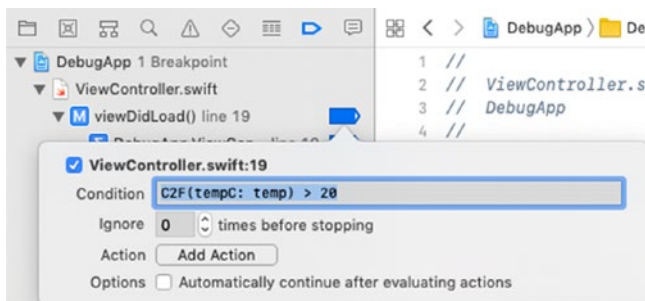 DebugApp 〉 De
DebugApp 1 Breakpoint
1 //
ViewController.swift
2 // ViewController.s
M viewDidLoad() line 19
3 // DebugApp
4 //
ViewController.swift:19
Condition C2F(tempC: temp) > 20
Ignore 0 times before stopping
Action Add Action
Options Automatically continue after evaluating actions